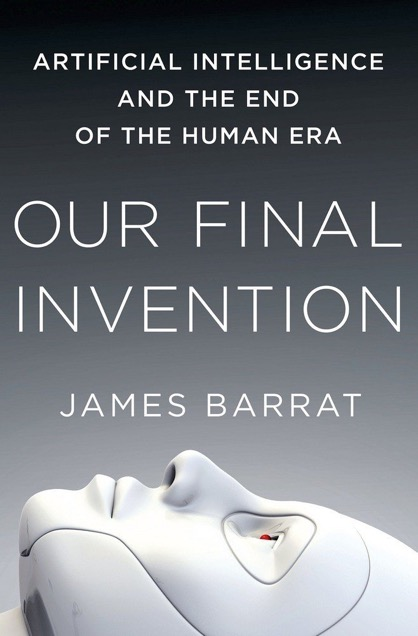 ARTIFICIAL INTELLIGENCE
AND THE END
OF THE HUMAN ERA
OUR FINAL
INVENTION
JAMES BARRAT